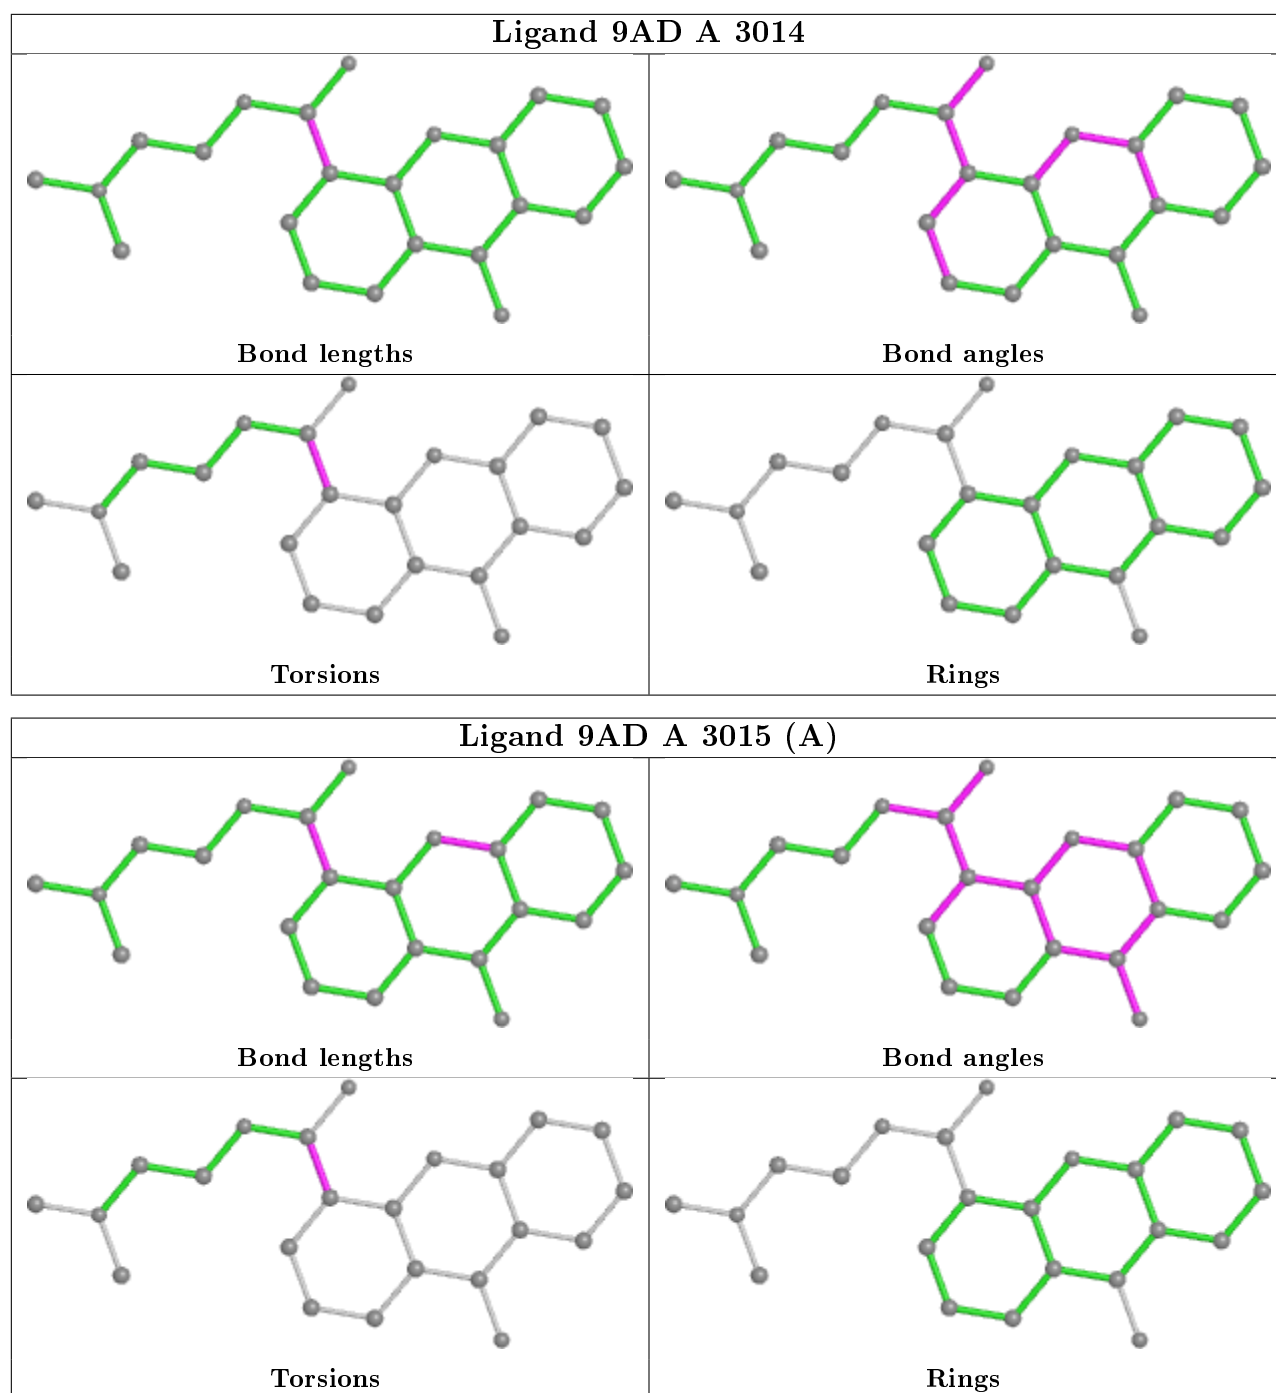 Ligand 9AD A 3014
Bond lengths
Bond angles
Torsions
Rings
Ligand 9AD A 3015 (A)
Bond lengths
Bond angles
Torsions
Rings